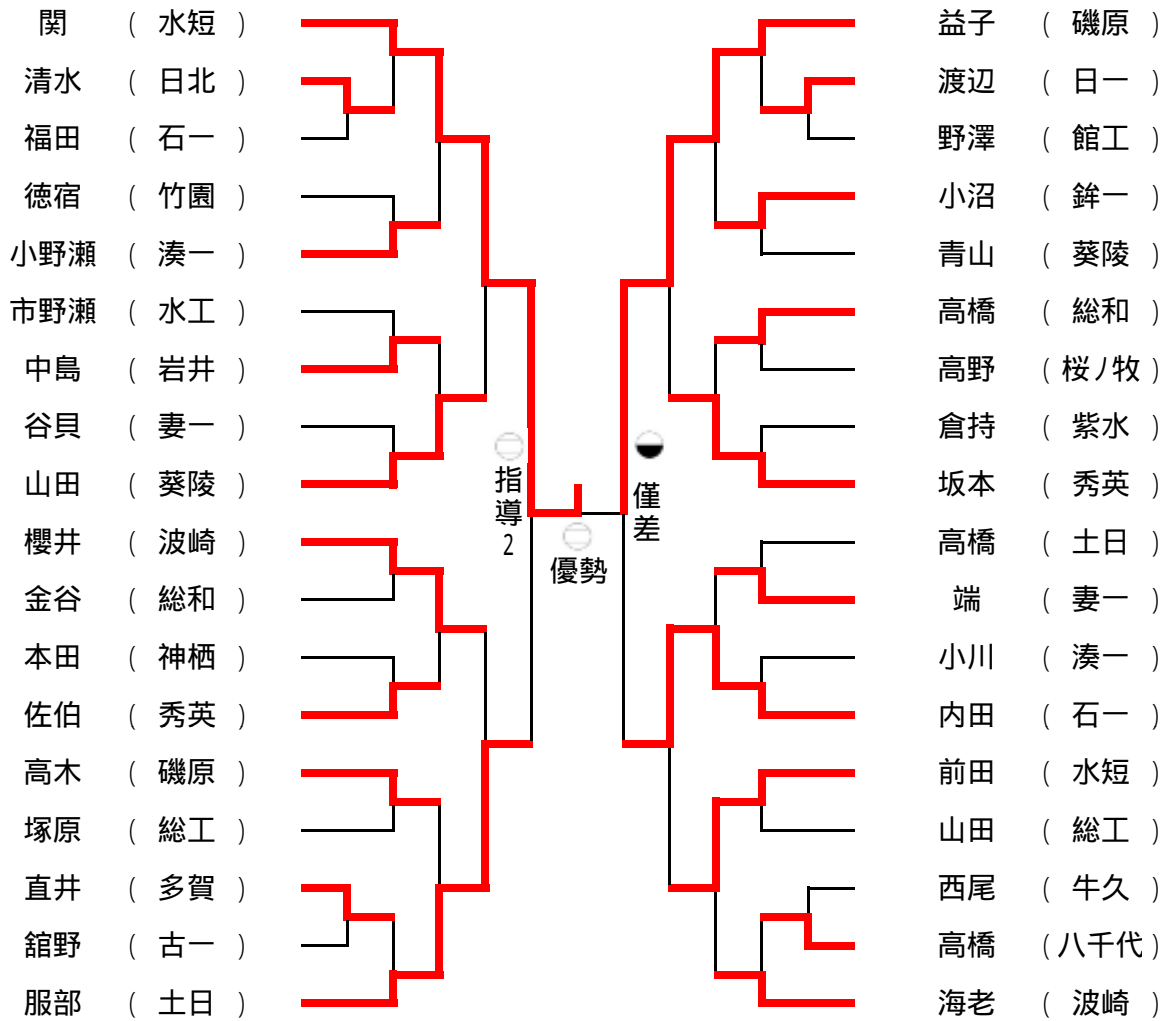 関 ( 水短 )
清水 ( 日北 )
福田 ( 石一 )
徳宿 ( 竹園 )
小野瀬 ( 湊一 )
市野瀬 ( 水工 )
中島 ( 岩井 )
谷貝 ( 妻一 )
山田 ( 葵陵 )
櫻井 ( 波崎 )
金谷 ( 総和 )
本田 ( 神栖 )
佐伯 ( 秀英 )
高木 ( 磯原 )
塚原 ( 総工 )
直井 ( 多賀 )
舘野 ( 古一 )
服部 ( 土日 )
指導2
優勢
僅差
益子 ( 磯原 )
渡辺 ( 日一 )
野澤 ( 館工 )
小沼 ( 鉾一 )
青山 ( 葵陵 )
高橋 ( 総和 )
高野 ( 桜ノ牧 )
倉持 ( 紫水 )
坂本 ( 秀英 )
高橋 ( 土日 )
端 ( 妻一 )
小川 ( 湊一 )
内田 ( 石一 )
前田 ( 水短 )
山田 ( 総工 )
西尾 ( 牛久 )
高橋 ( 八千代 )
海老 ( 波崎 )